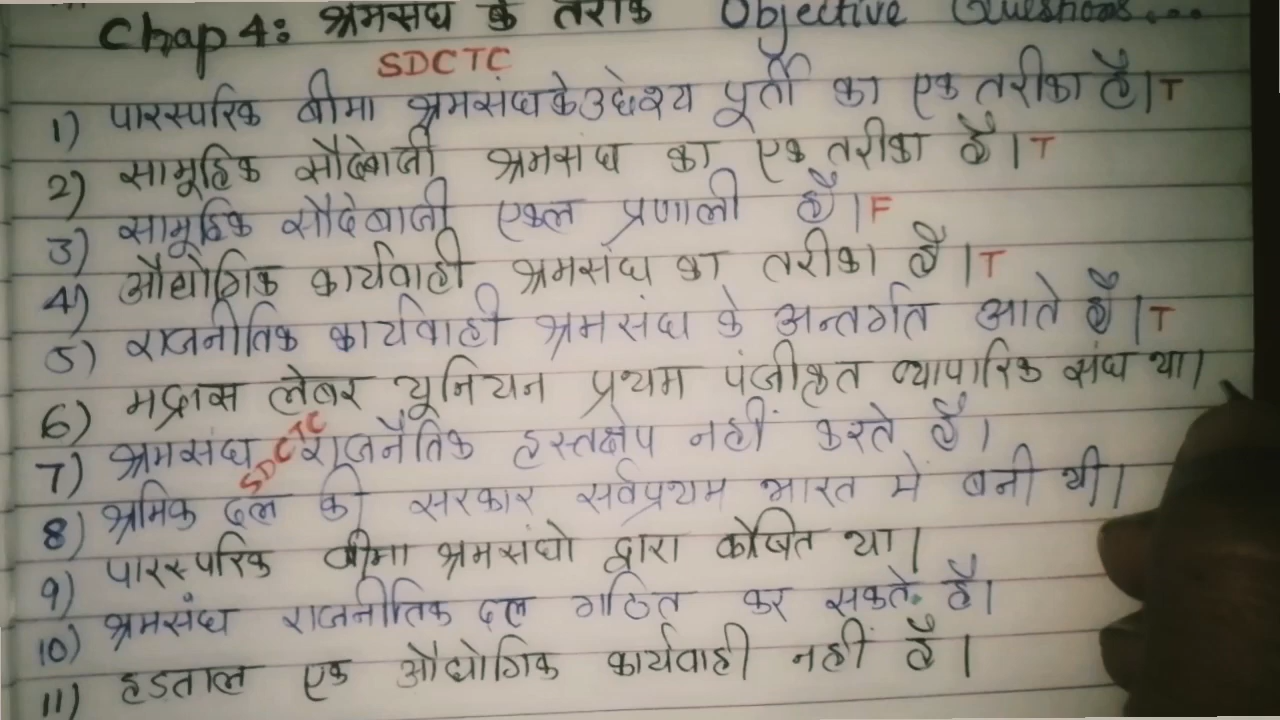 Chap 4: श्रमसंघ के तरीके Objective Questions...
SDCTC
1) पारस्परिक बीमा श्रमसंघ के उद्देश्य पूर्ती का एक तरीका है। T
2) सामूहिक सौदेबाजी श्रमसंघ का एक तरीका है। T
3) सामूहिक सौदेबाजी एकल प्रणाली है। F
4) औद्योगिक कार्यवाही श्रमसंघ का तरीका है। T
5) राजनीतिक कार्यवाही श्रमसंघ के अन्तर्गत आते हैं। T
6) मद्रास लेबर यूनियन प्रथम पंजीकृत व्यापारिक संघ था।
7) श्रमसंघ राजनैतिक हस्तक्षेप नहीं करते हैं।
SDCTC
8) श्रमिक दल की सरकार सर्वप्रथम भारत में बनी थी।
9) पारस्परिक बीमा श्रमसंघो द्वारा कोषित था।
10) श्रमसंघ राजनीतिक दल गठित कर सकते हैं।
11) हडताल एक औद्योगिक कार्यवाही नहीं है।